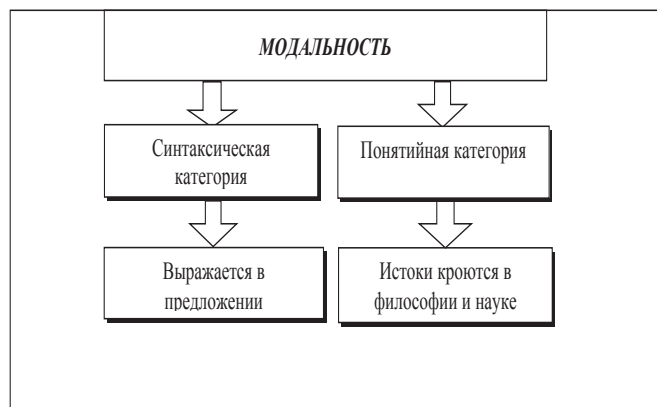 МОДАЛЬНОСТЬ
Синтаксическая
категория
Понятийная категория
Выражается в
предложении
Истоки кроются в
философии и науке